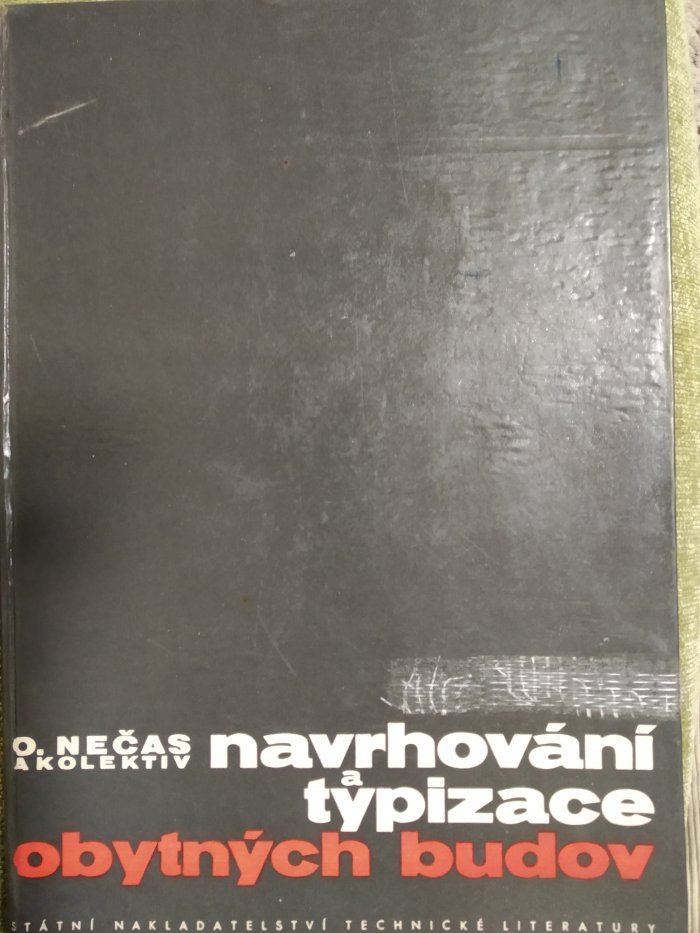 O. NEČAS
A KOLEKTIV
navrhování
a
typizace
obytných budov
STÁTNÍ NAKLADATELSTVÍ TECHNICKÉ LITERATURY